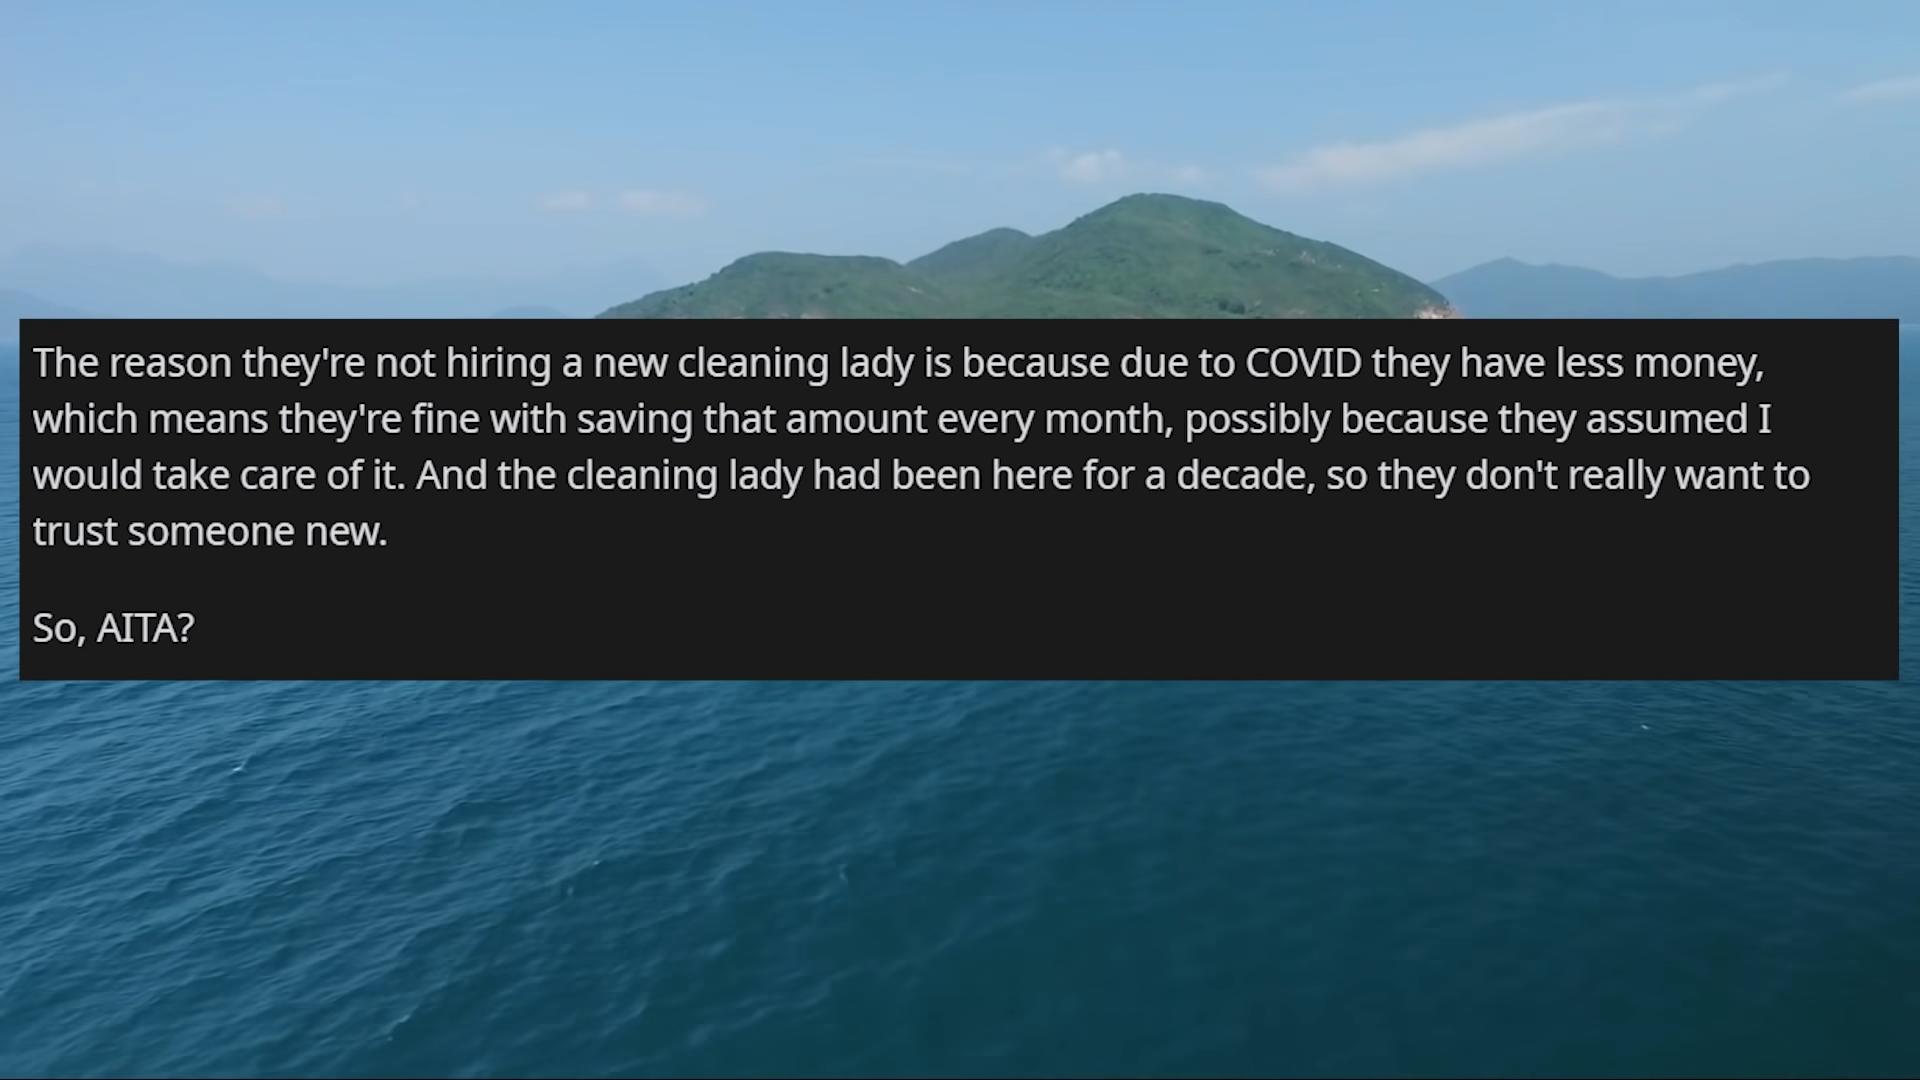 The reason they're not hiring a new cleaning lady is because due to COVID they have less money,
which means they're fine with saving that amount every month, possibly because they assumed I
would take care of it. And the cleaning lady had been here for a decade, so they don't really want to
trust someone new.
So, AITA?